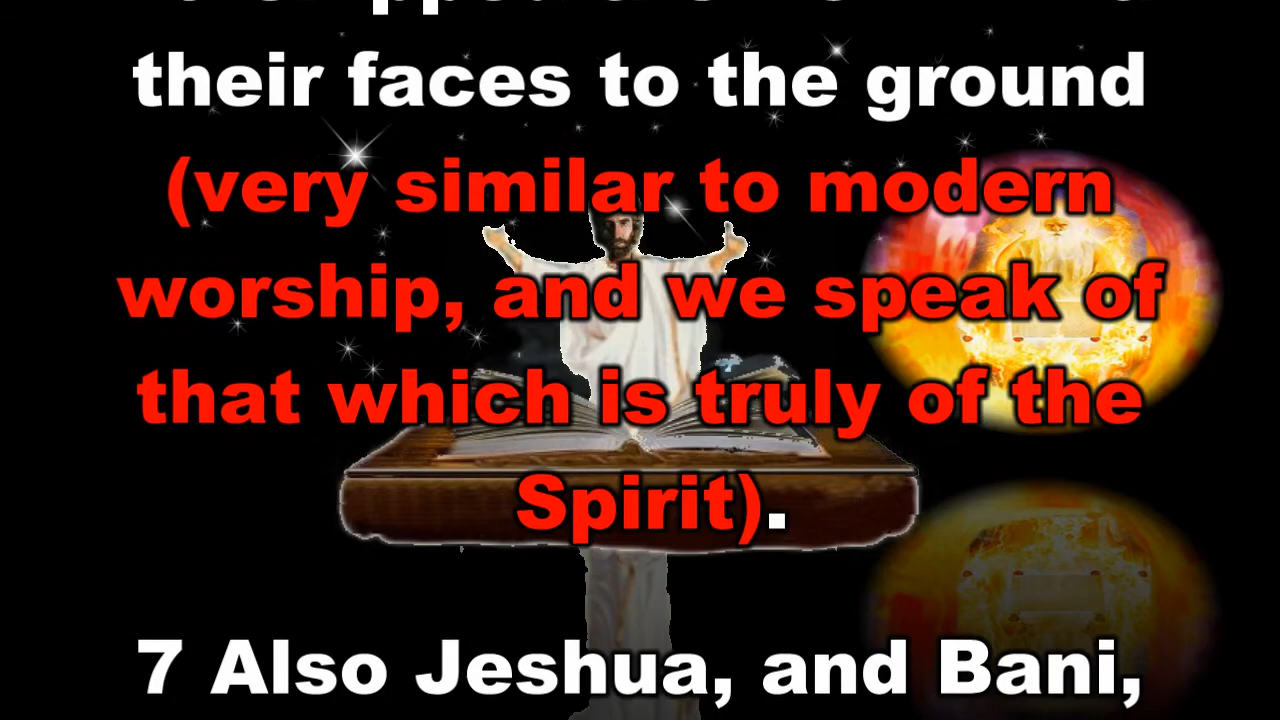 their faces to the ground
(very similar to modern
worship, and we speak of
that which is truly of the
Spirit).
7 Also Jeshua, and Bani,